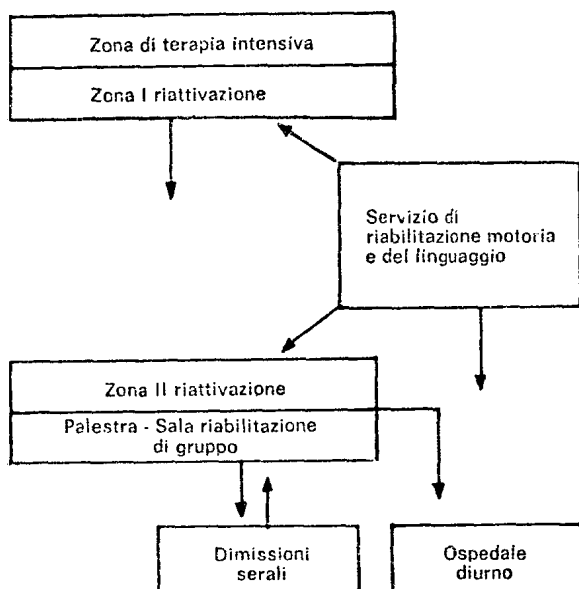 Zona di terapia intensiva
Zona I riattivazione
Servizio di
riabilitazione motoria
e del linguaggio
Zona II riattivazione
Palestra - Sala riabilitazione
di gruppo
Dimissioni
serali
Ospedale
diurno